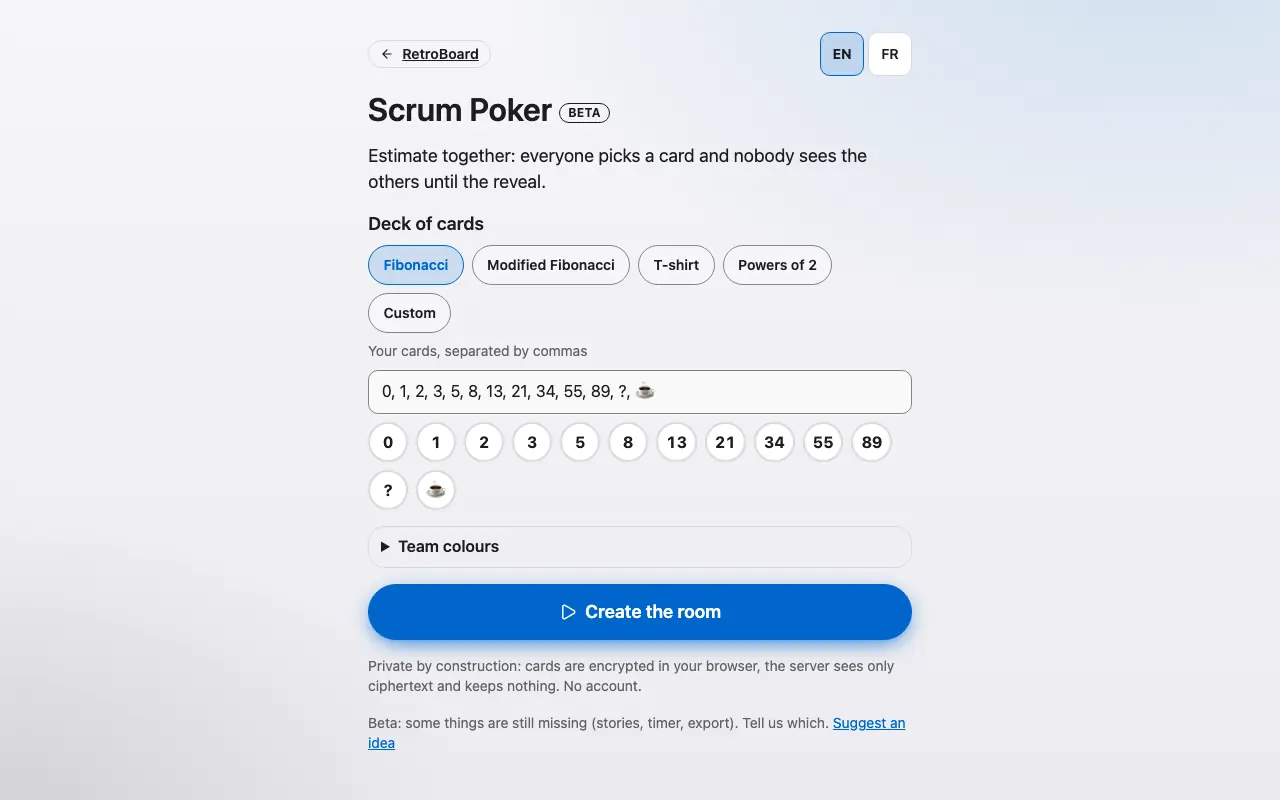 ← RetroBoard
EN
FR
Scrum Poker BETA
Estimate together: everyone picks a card and nobody sees the
others until the reveal.
Deck of cards
Fibonacci
Modified Fibonacci
T-shirt
Powers of 2
Custom
Your cards, separated by commas
0, 1, 2, 3, 5, 8, 13, 21, 34, 55, 89, ?, ☕
0 1 2 3 5 8 13 21 34 55 89
? ☕
▶ Team colours
Create the room
Private by construction: cards are encrypted in your browser, the server sees only
ciphertext and keeps nothing. No account.
Beta: some things are still missing (stories, timer, export). Tell us which. Suggest an
idea